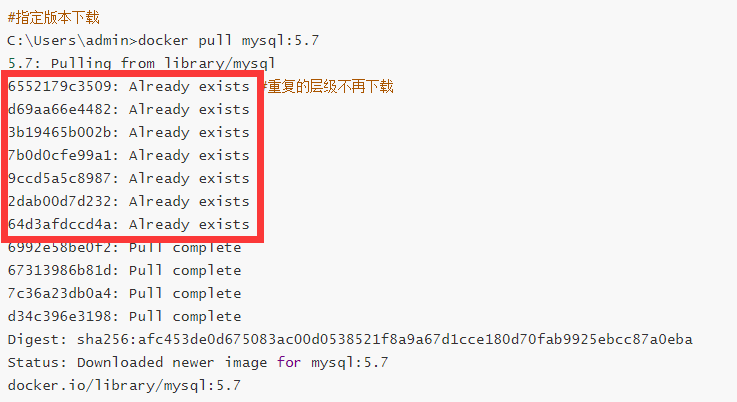 #指定版本下载
C:\Users\admin>docker pull mysql:5.7
5.7: Pulling from library/mysql
6552179c3509: Already exists #重复的层级不再下载
d69aa66e4482: Already exists
3b19465b002b: Already exists
7b0d0cfe99a1: Already exists
9ccd5a5c8987: Already exists
2dab00d7d232: Already exists
64d3afdccd4a: Already exists
6992e58be0f2: Pull complete
67313986b81d: Pull complete
7c36a23db0a4: Pull complete
d34c396e3198: Pull complete
Digest: sha256:afc453de0d675083ac00d0538521f8a9a67d1cce180d70fab9925ebcc87a0eba
Status: Downloaded newer image for mysql:5.7
docker.io/library/mysql:5.7